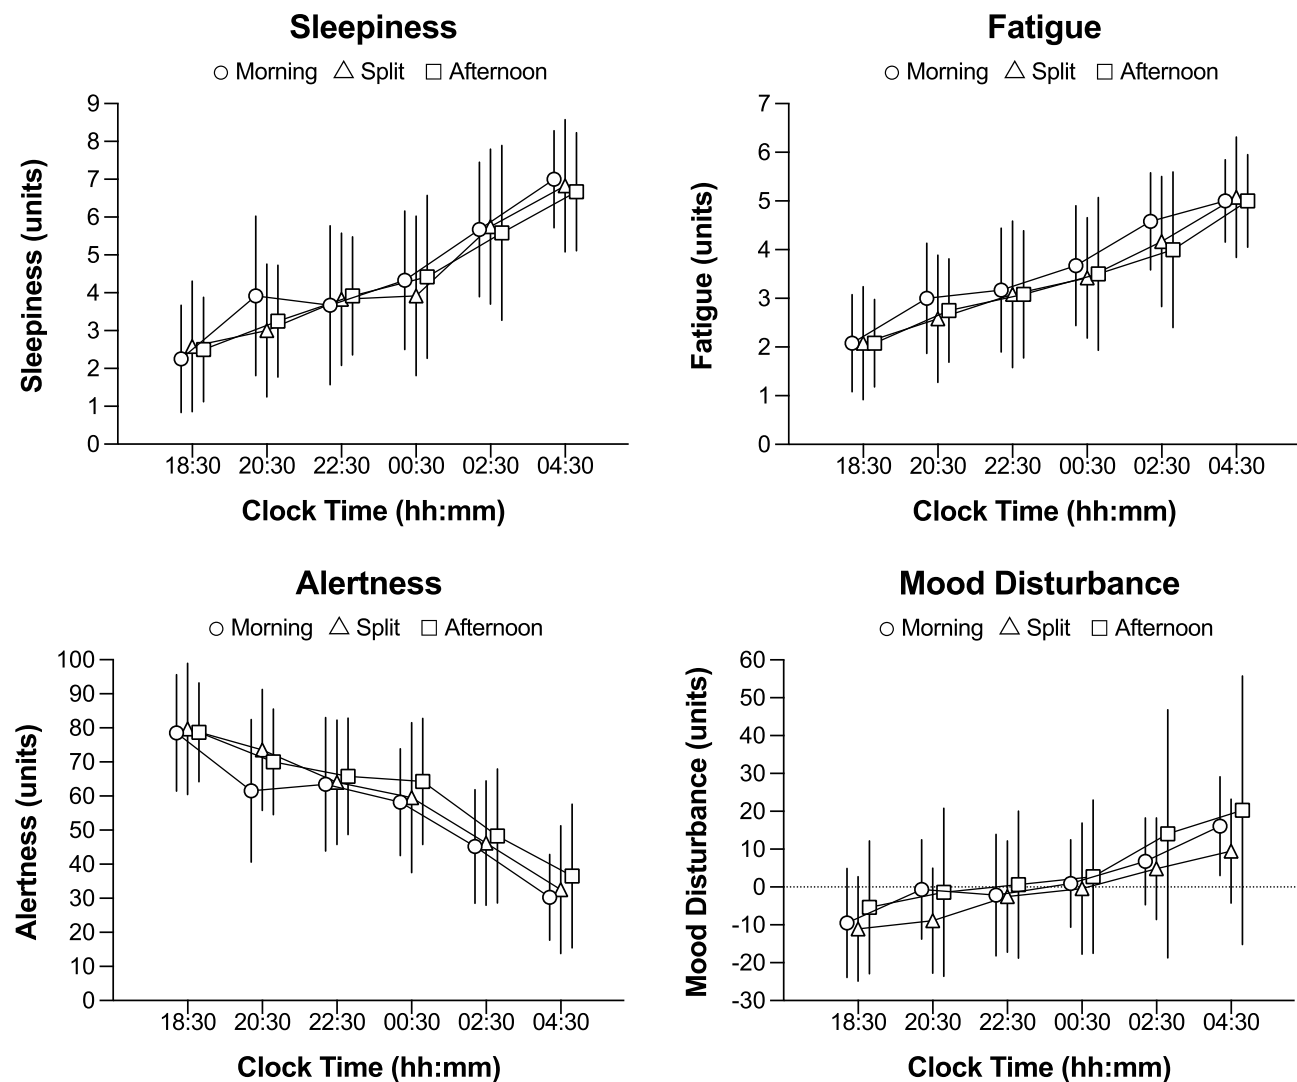 Sleepiness
Morning Split Afternoon
Sleepiness (units)
9
8
7
6
5
4
3
2
1
0
18:30 20:30 22:30 00:30 02:30 04:30
Clock Time (hh:mm)
Fatigue
Morning Split Afternoon
Fatigue (units)
7
6
5
4
3
2
1
0
18:30 20:30 22:30 00:30 02:30 04:30
Clock Time (hh:mm)
Alertness
Morning Split Afternoon
Alertness (units)
100
90
80
70
60
50
40
30
20
10
0
18:30 20:30 22:30 00:30 02:30 04:30
Clock Time (hh:mm)
Mood Disturbance
Morning Split Afternoon
Mood Disturbance (units)
60
50
40
30
20
10
0
-10
-20
-30
18:30 20:30 22:30 00:30 02:30 04:30
Clock Time (hh:mm)